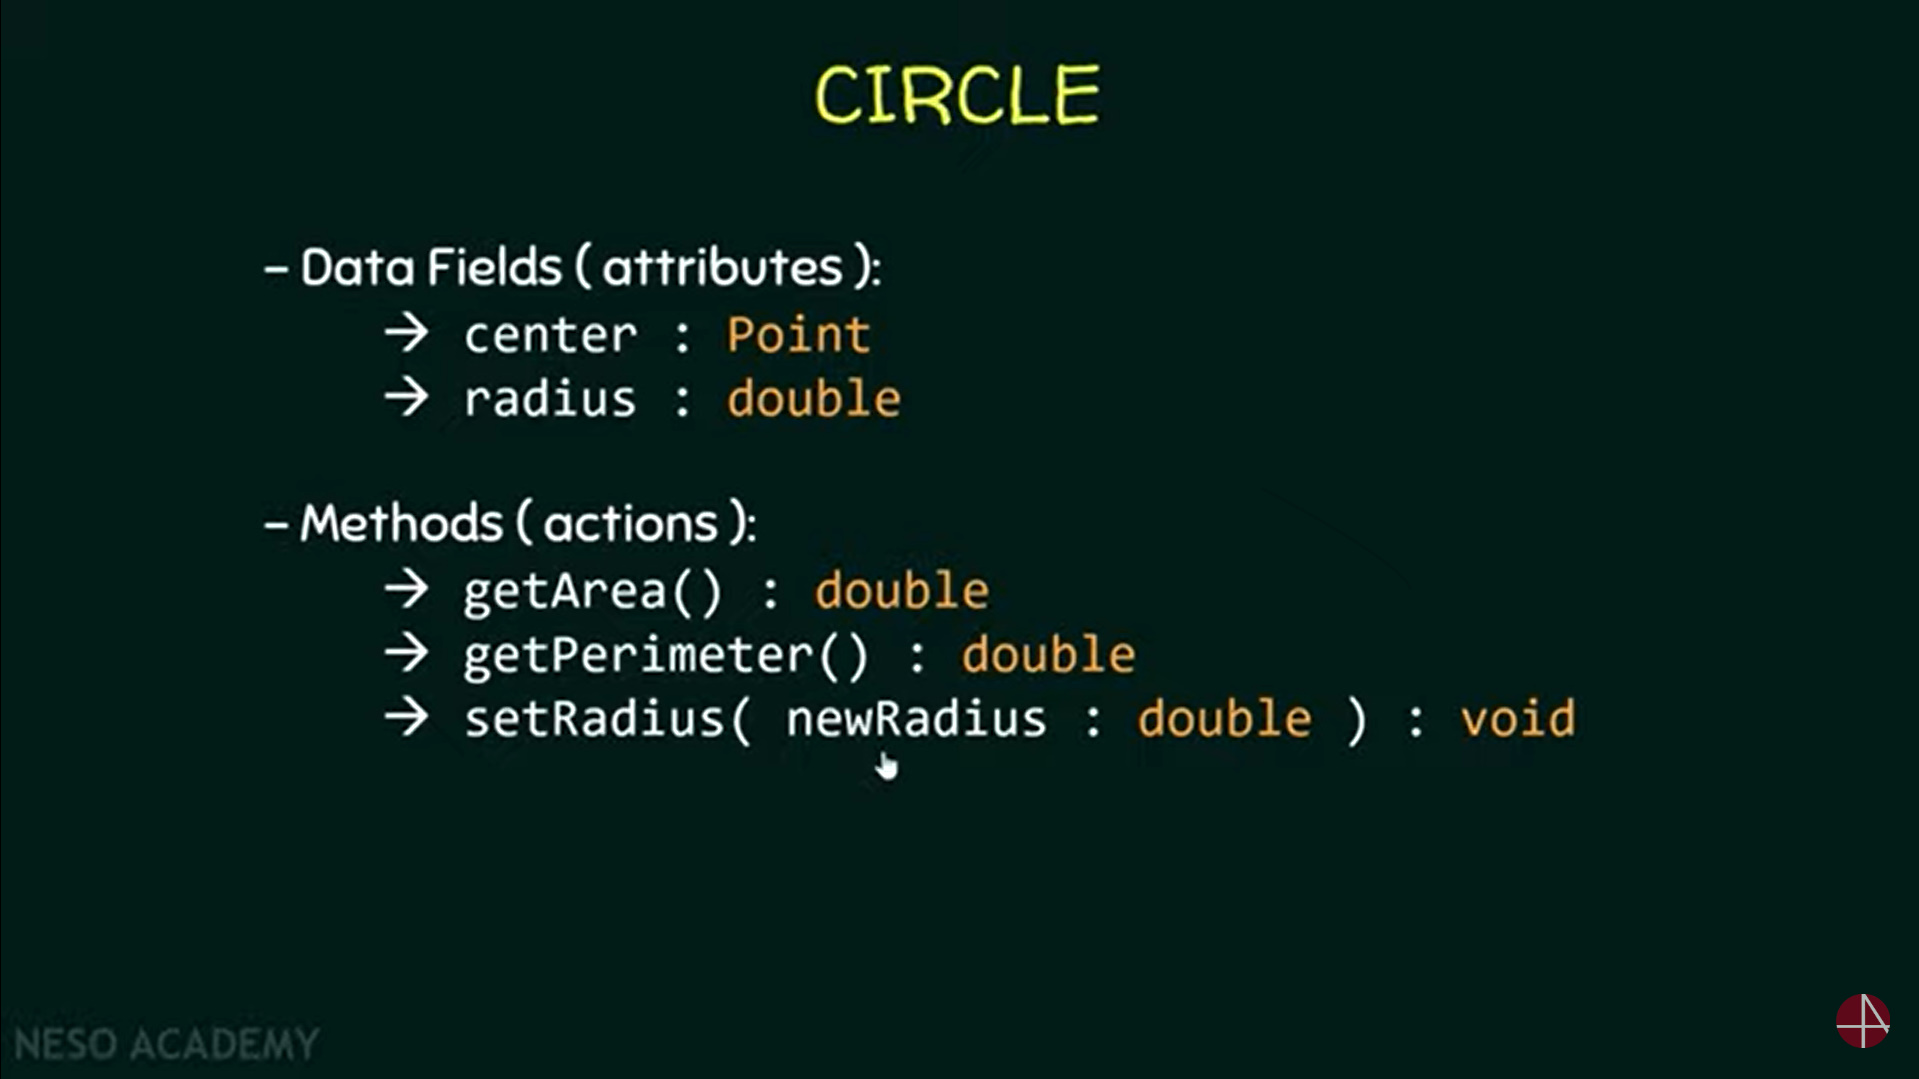 CIRCLE
– Data Fields ( attributes ):
→ center : Point
→ radius : double
– Methods ( actions ):
→ getArea() : double
→ getPerimeter() : double
→ setRadius( newRadius : double ) : void
NESO ACADEMY